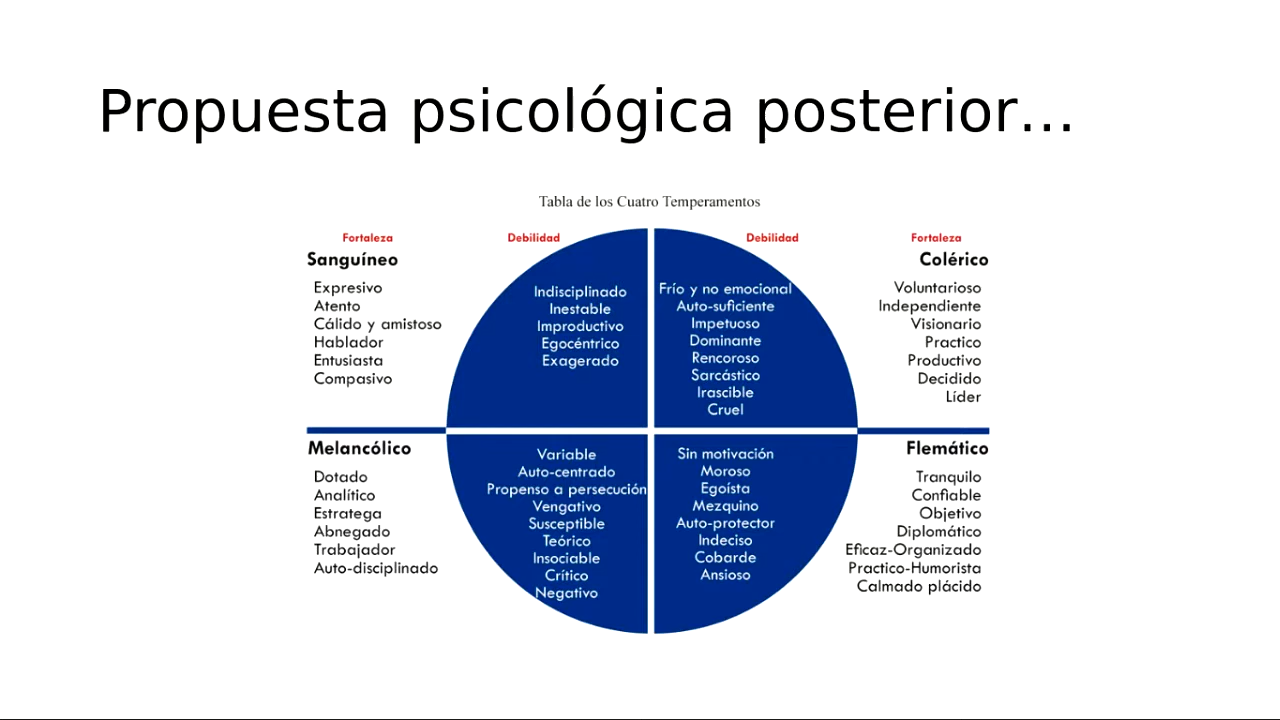 Propuesta psicológica posterior...
Tabla de los Cuatro Temperamentos
Fortaleza
Debilidad
Sanguíneo
Expresivo
Atento
Cálido y amistoso
Hablador
Entusiasta
Compasivo
Indisciplinado
Inestable
Improductivo
Egocéntrico
Exagerado
Debilidad
Fortaleza
Colérico
Frío y no emocional
Auto-suficiente
Impetuoso
Dominante
Rencoroso
Sarcástico
Irascible
Cruel
Voluntarioso
Independiente
Visionario
Practico
Productivo
Decidido
Líder
Melancólico
Dotado
Analítico
Estratega
Abnegado
Trabajador
Auto-disciplinado
Variable
Auto-centrado
Propenso a persecución
Vengativo
Susceptible
Teórico
Insociable
Crítico
Negativo
Flemático
Sin motivación
Moroso
Egoísta
Mezquino
Auto-protector
Indeciso
Cobarde
Ansioso
Tranquilo
Confiable
Objetivo
Diplomático
Eficaz-Organizado
Practico-Humorista
Calmado plácido